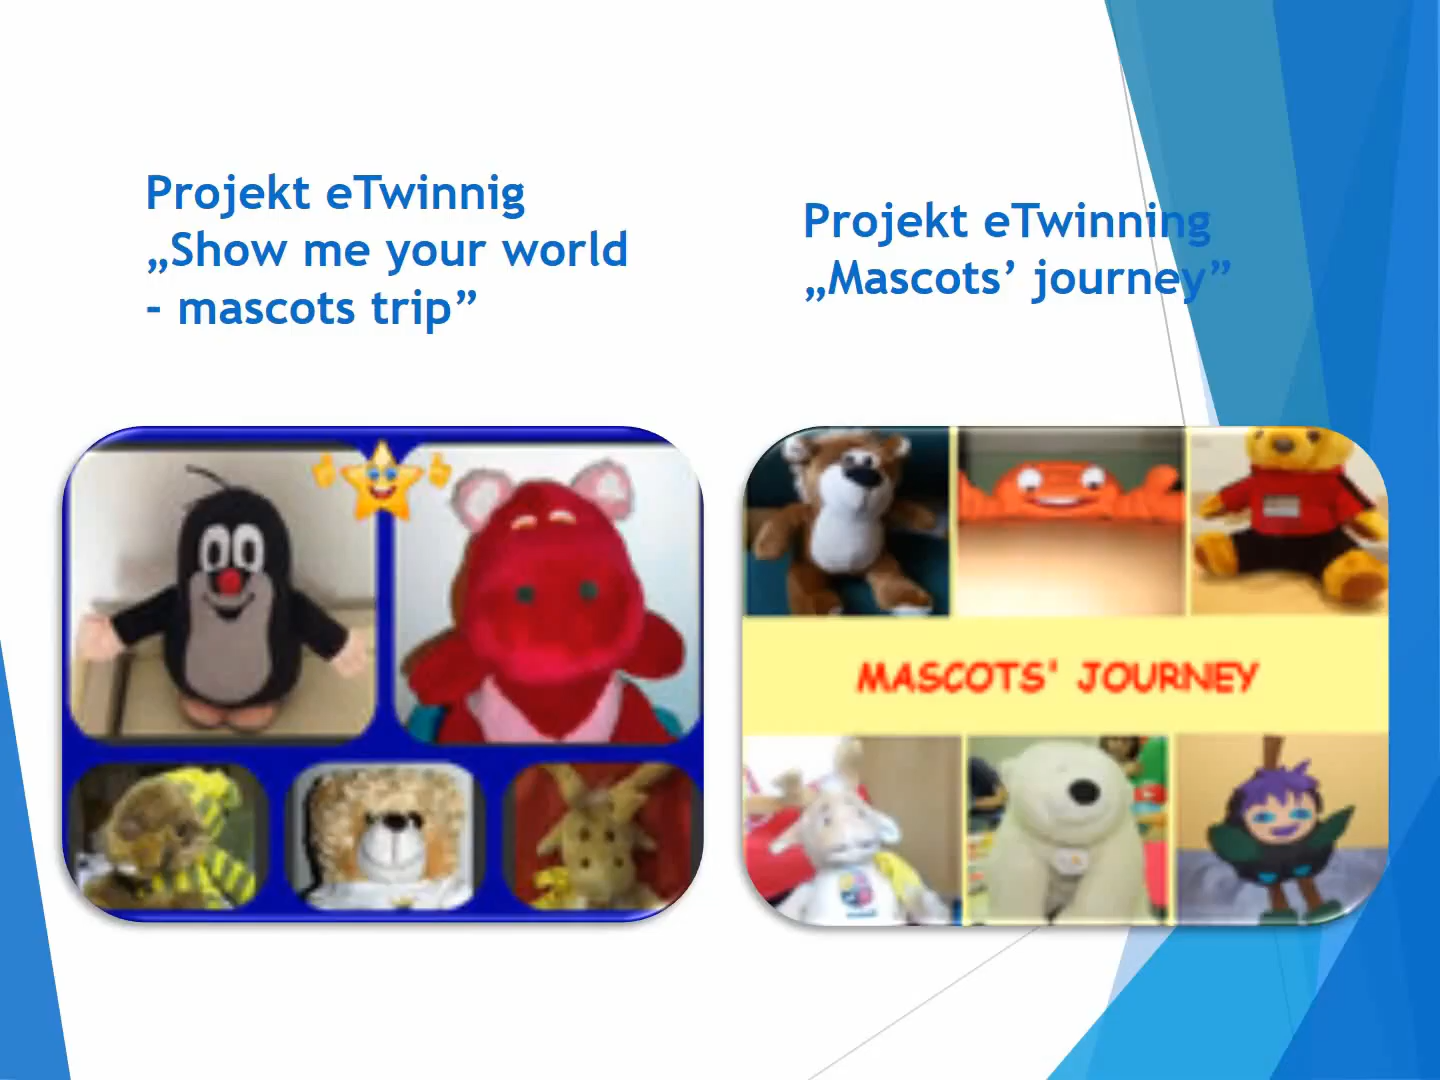 Projekt eTwinnig
„Show me your world
- mascots trip”
Projekt eTwinning
„Mascots’ journey”
MASCOTS' JOURNEY